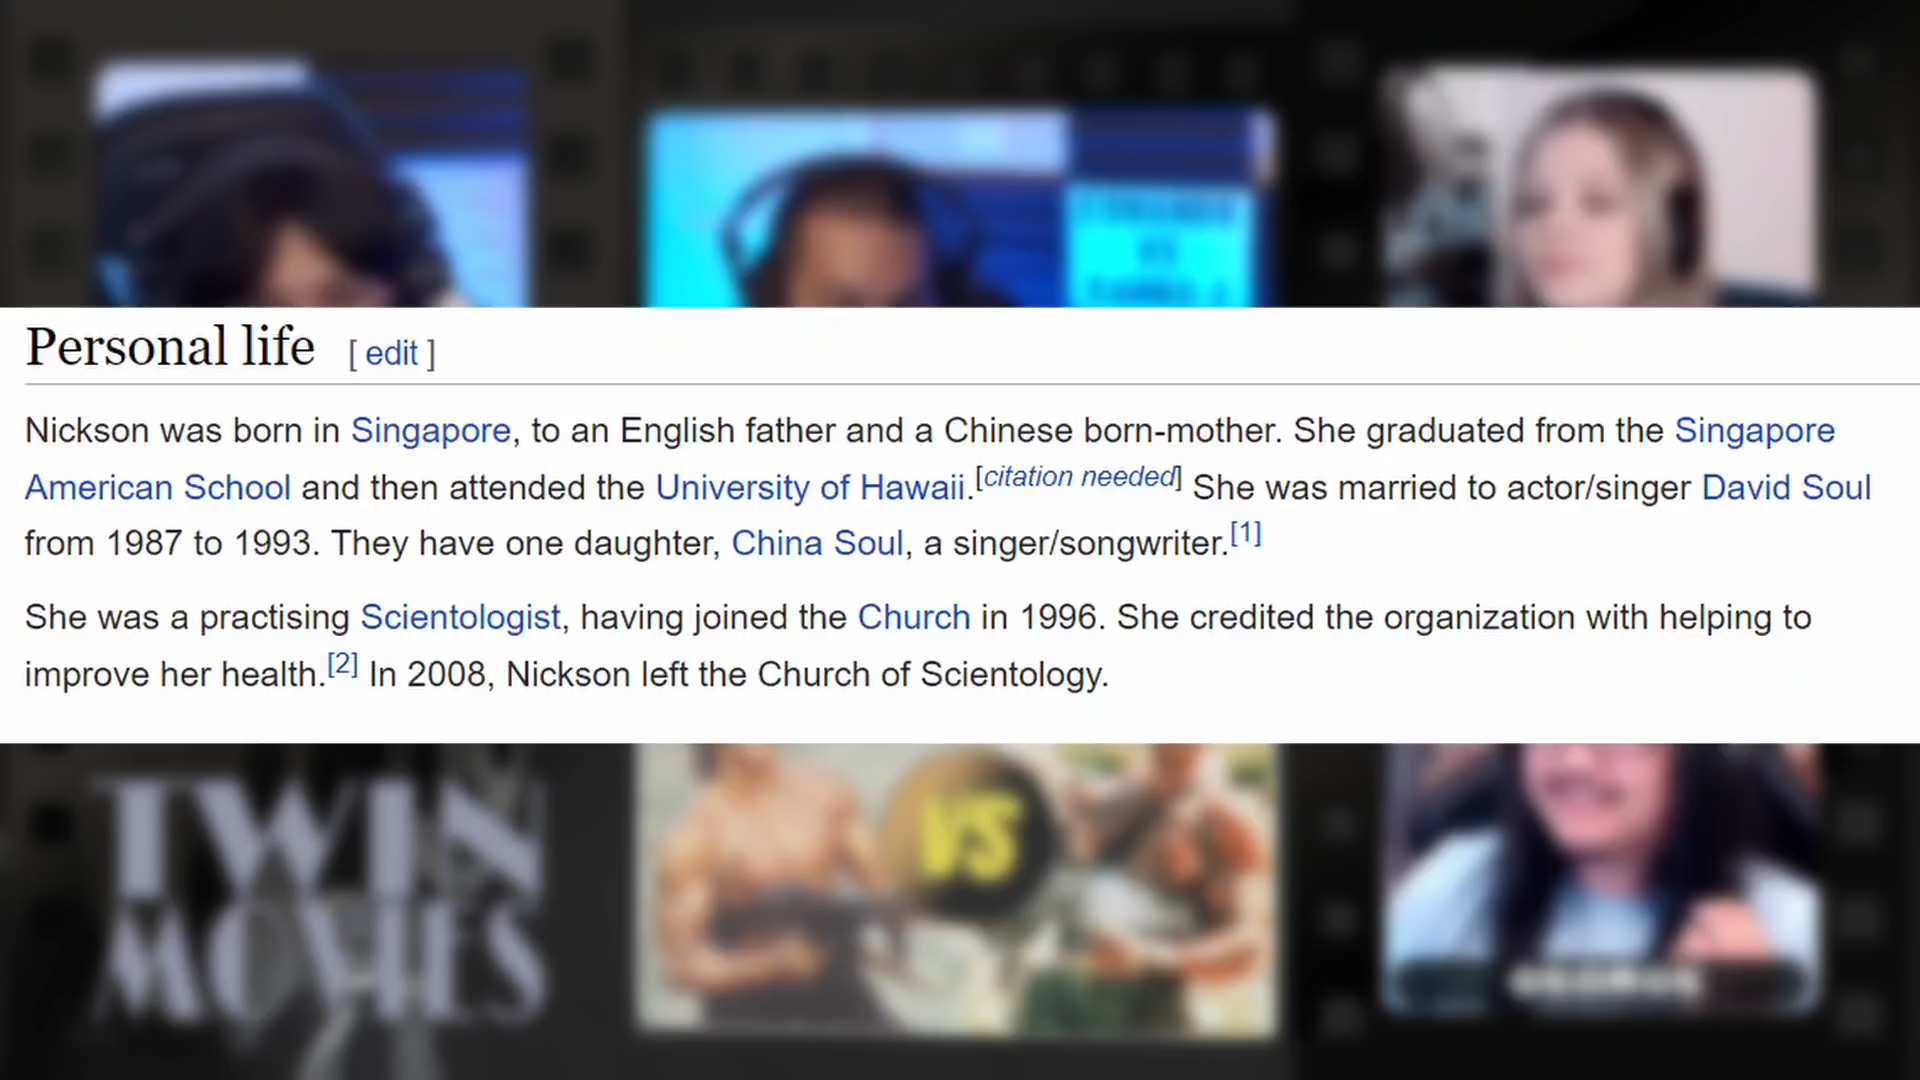 Personal life [ edit ]
Nickson was born in Singapore, to an English father and a Chinese born-mother. She graduated from the Singapore
American School and then attended the University of Hawaii.[citation needed] She was married to actor/singer David Soul
from 1987 to 1993. They have one daughter, China Soul, a singer/songwriter.[1]
She was a practising Scientologist, having joined the Church in 1996. She credited the organization with helping to
improve her health.[2] In 2008, Nickson left the Church of Scientology.
TWIN
MOVIES
VS